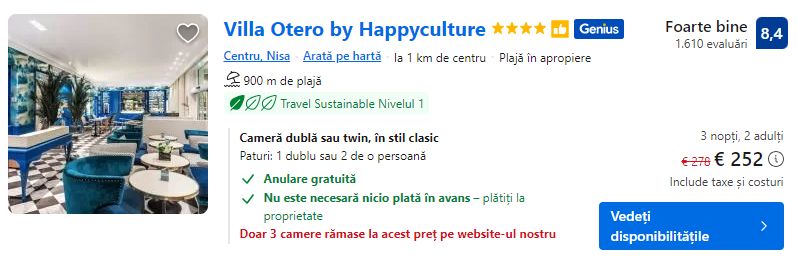 Villa Otero by Happyculture Genius
Foarte bine
1.610 evaluări
8,4
Centru, Nisa · Arată pe hartă · la 1 km de centru · Plajă în apropiere
900 m de plajă
Travel Sustainable Nivelul 1
Cameră dublă sau twin, în stil clasic
Paturi: 1 dublu sau 2 de o persoană
Anulare gratuită
Nu este necesară nicio plată în avans – plătiți la
proprietate
Doar 3 camere rămase la acest preț pe website-ul nostru
3 nopți, 2 adulți
€ 278 € 252
Include taxe și costuri
Vedeți
disponibilitățile